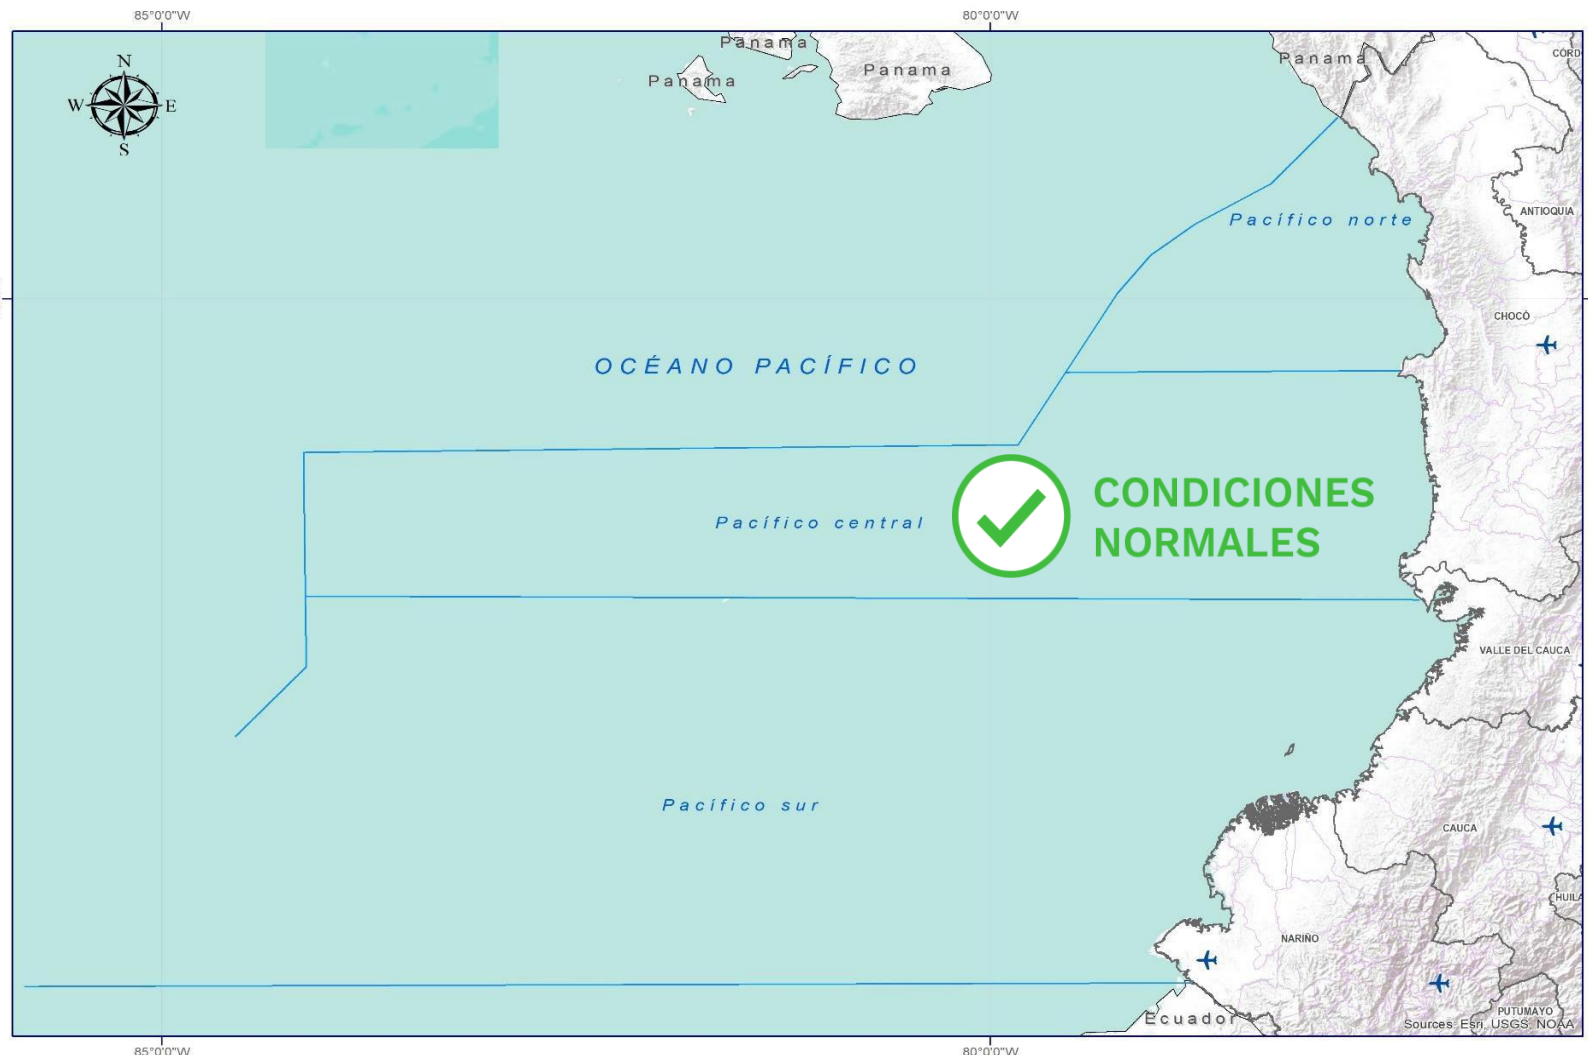 85°0'0"W
80°0'0"W
N
W
E
S
Panama
Panama
Panama
Panama
CÓRD
ANTIOQUIA
Pacífico norte
CHOCÓ
OCÉANO PACÍFICO
CONDICIONES
NORMALES
Pacífico central
VALLE DEL CAUCA
Pacífico sur
CAUCA
HUILA
NARIÑO
PUTUMAYO
Ecuador
Sources: Esri, USGS, NOAA
85°0'0"W
80°0'0"W